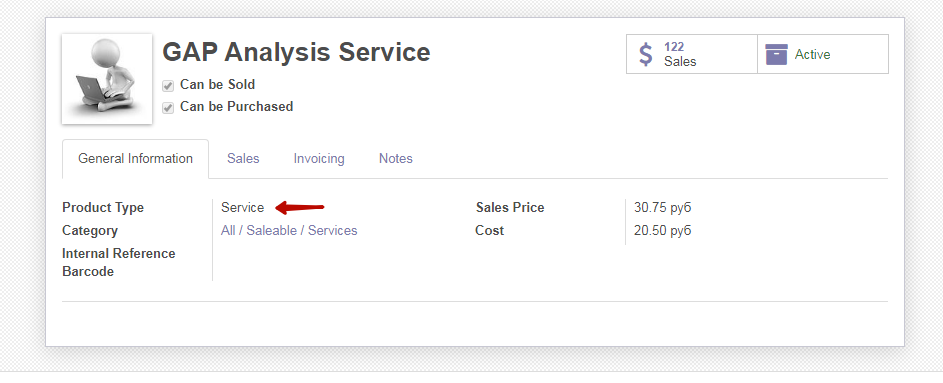 GAP Analysis Service
Can be Sold
Can be Purchased
122
Sales
Active
General Information Sales Invoicing Notes
Product Type Service
Category All / Saleable / Services
Internal Reference
Barcode
Sales Price 30.75 руб
Cost 20.50 руб